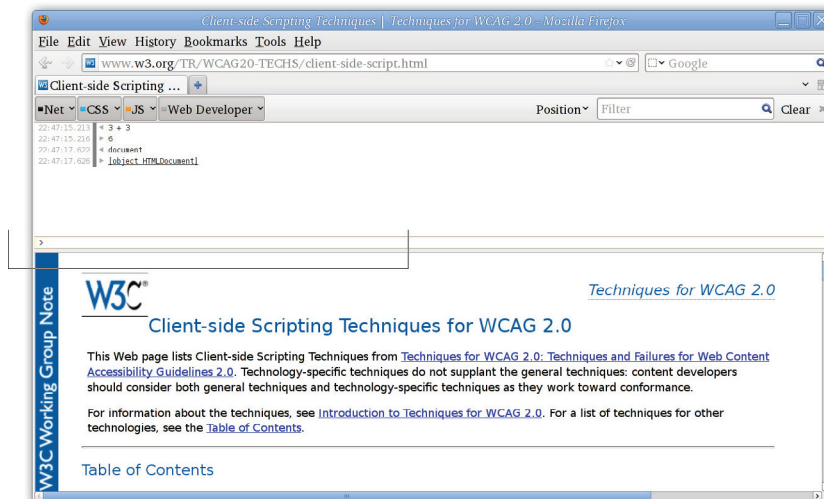 Client-side Scripting Techniques | Techniques for WCAG 2.0 - Mozilla Firefox
File Edit View History Bookmarks Tools Help
www.w3.org/TR/WCAG20-TECHS/client-side-script.html Google
Client-side Scripting ...
Net CSS JS Web Developer Position Filter Clear
22:47:15.213 3 + 3
22:47:15.216 6
22:47:17.622 document
22:47:17.626 [object HTMLDocument]
W3C Working Group Note
W3C®
Techniques for WCAG 2.0
Client-side Scripting Techniques for WCAG 2.0
This Web page lists Client-side Scripting Techniques from Techniques for WCAG 2.0: Techniques and Failures for Web Content
Accessibility Guidelines 2.0. Technology-specific techniques do not supplant the general techniques: content developers
should consider both general techniques and technology-specific techniques as they work toward conformance.
For information about the techniques, see Introduction to Techniques for WCAG 2.0. For a list of techniques for other
technologies, see the Table of Contents.
Table of Contents